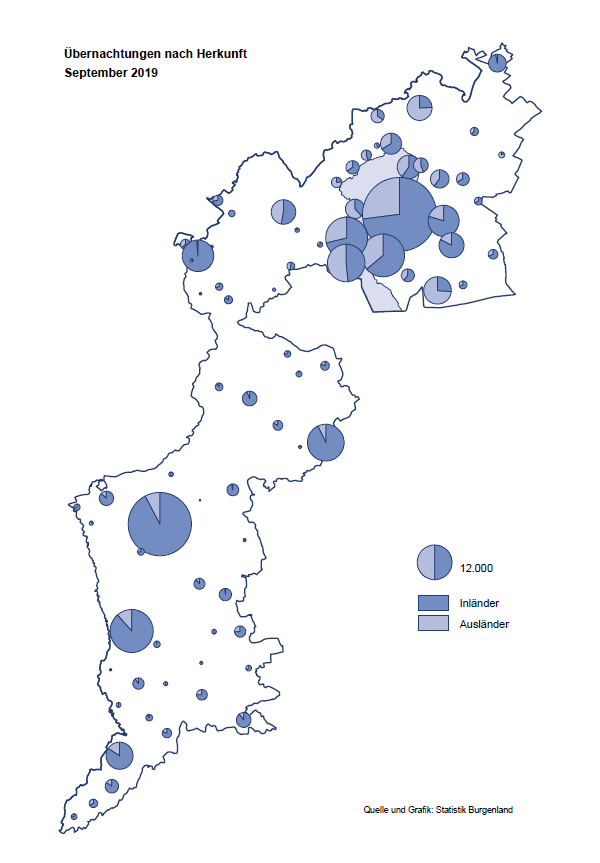 Übernachtungen nach Herkunft
September 2019
12.000
Inländer
Ausländer
Quelle und Grafik: Statistik Burgenland